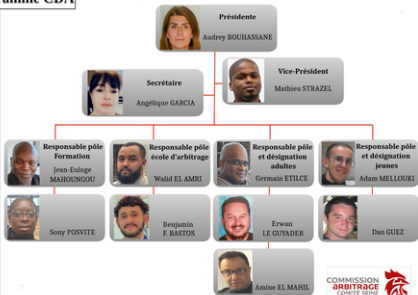 Présidente
Audrey BOUHASSANE
Secrétaire
Angélique GARCIA
Vice-Président
Mathieu STRAZEL
Responsable pôle
Formation
Jean-Euloge
MAHOUNGOU
Responsable pôle
école d'arbitrage
Walid EL AMRI
Responsable pôle
et désignation
adultes
Germain ETILCE
Responsable pôle
et désignation
jeunes
Adam MELLOUKI
Sony POSVITE
Benjamin
F. BASTOS
Erwan
LE GUYADER
Dan GUEZ
Amine EL MAHIL
COMMISSION
ARBITRAGE
COMITÉ SEINE